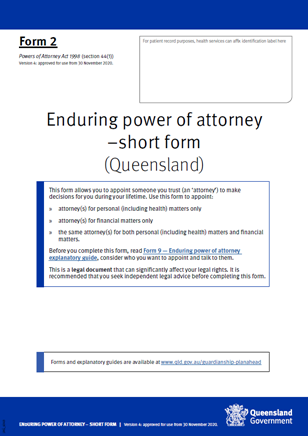 Form 2
Powers of Attorney Act 1998 (section 44(1))
Version 4: approved for use from 30 November 2020.
For patient record purposes, health services can affix identification label here
Enduring power of attorney
–short form
(Queensland)
This form allows you to appoint someone you trust (an ‘attorney’) to make
decisions for you during your lifetime. Use this form to appoint:
» attorney(s) for personal (including health) matters only
» attorney(s) for financial matters only
» the same attorney(s) for both personal (including health) matters and financial
matters.
Before you complete this form, read Form 9 — Enduring power of attorney
explanatory guide, consider who you want to appoint and talk to them.
This is a legal document that can significantly affect your legal rights. It is
recommended that you seek independent legal advice before completing this form.
Forms and explanatory guides are available at www.qld.gov.au/guardianship-planahead
ENDURING POWER OF ATTORNEY – SHORT FORM | Version 4: approved for use from 30 November 2020.
Queensland
Government